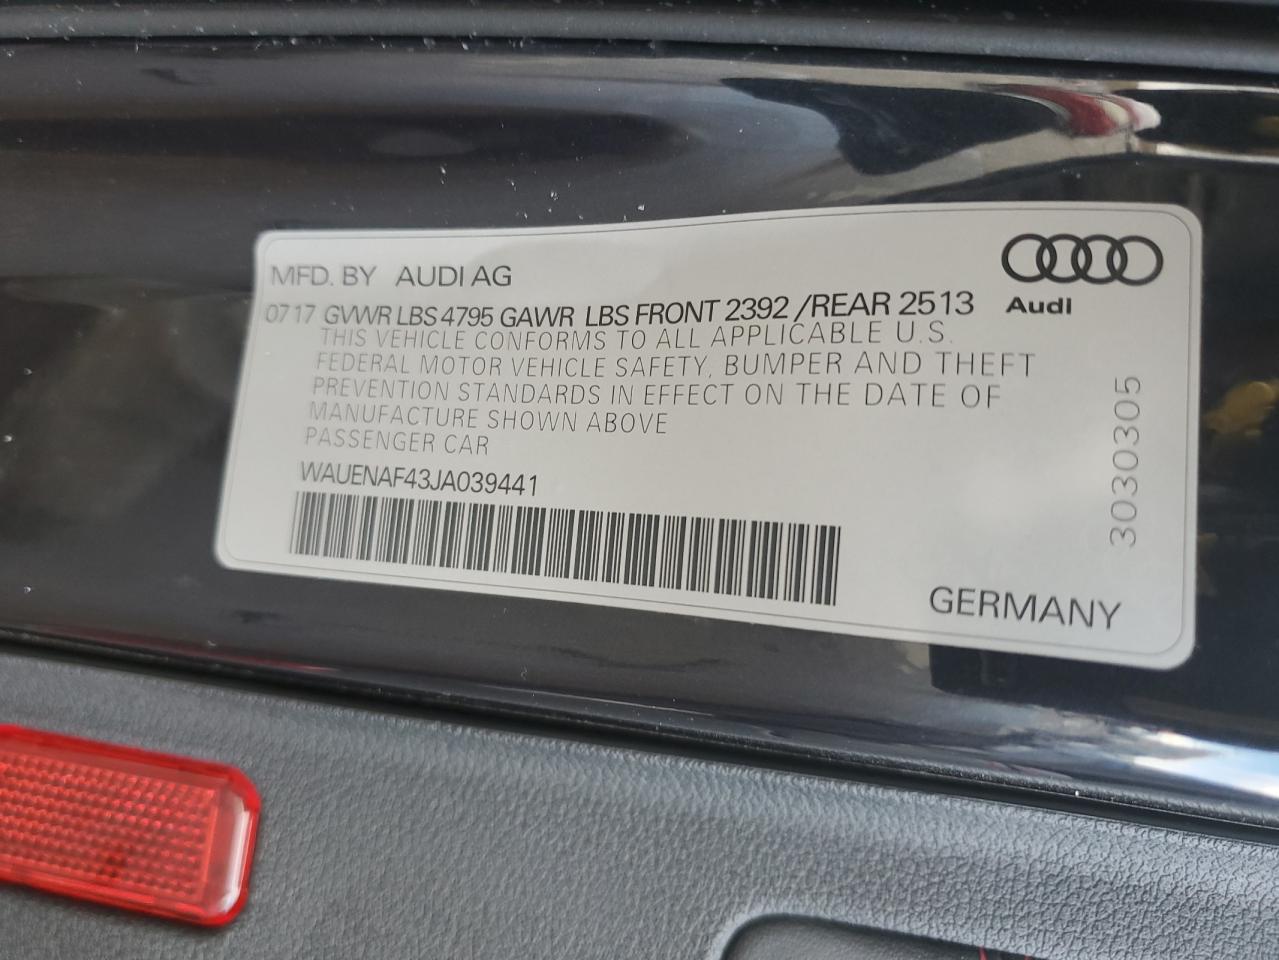 MFD. BY AUDI AG
Audi
0717 GVWR LBS 4795 GAWR LBS FRONT 2392 /REAR 2513
THIS VEHICLE CONFORMS TO ALL APPLICABLE U.S.
FEDERAL MOTOR VEHICLE SAFETY, BUMPER AND THEFT
PREVENTION STANDARDS IN EFFECT ON THE DATE OF
MANUFACTURE SHOWN ABOVE
PASSENGER CAR
WAUENAF43JA039441
3030305
GERMANY